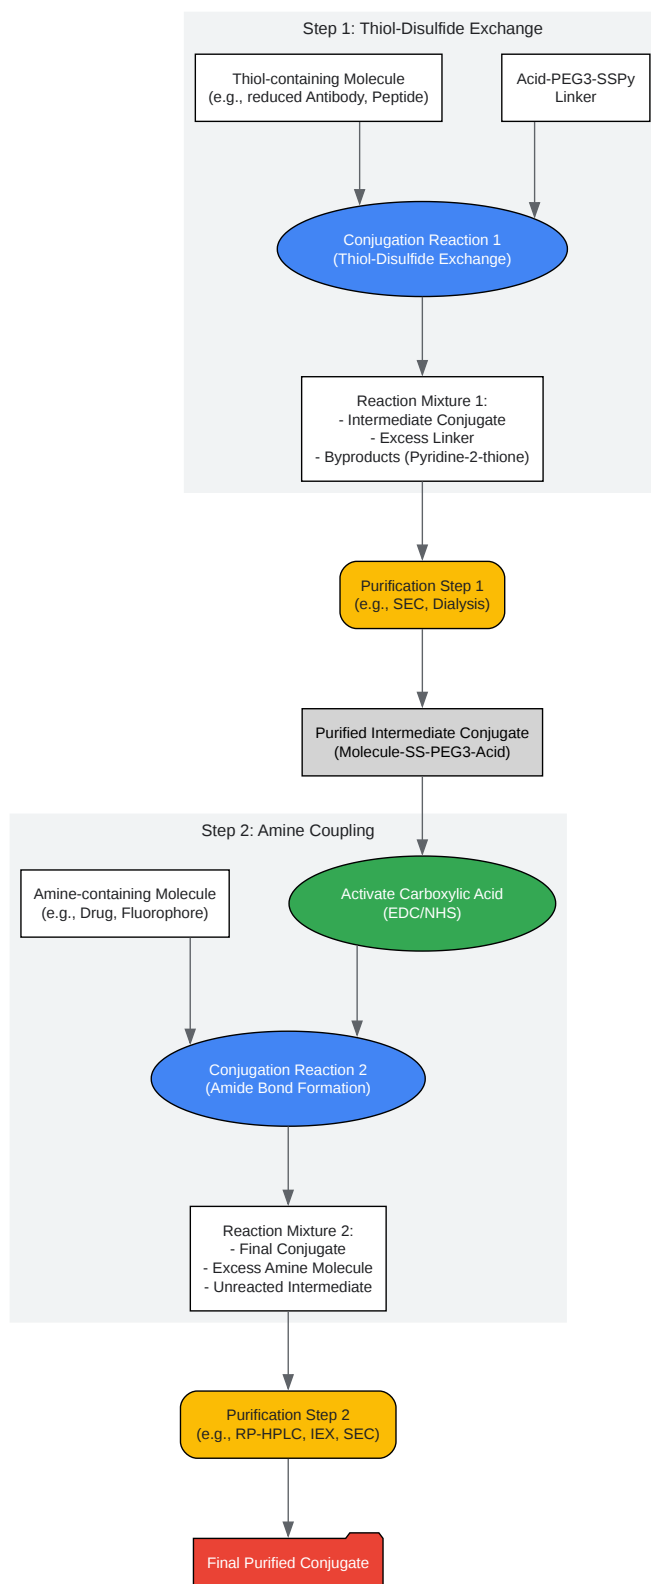 Step 1: Thiol-Disulfide Exchange
Thiol-containing Molecule
(e.g., reduced Antibody, Peptide)
Acid-PEG3-SSPy
Linker
Conjugation Reaction 1
(Thiol-Disulfide Exchange)
Reaction Mixture 1:
- Intermediate Conjugate
- Excess Linker
- Byproducts (Pyridine-2-thione)
Purification Step 1
(e.g., SEC, Dialysis)
Purified Intermediate Conjugate
(Molecule-SS-PEG3-Acid)
Step 2: Amine Coupling
Amine-containing Molecule
(e.g., Drug, Fluorophore)
Activate Carboxylic Acid
(EDC/NHS)
Conjugation Reaction 2
(Amide Bond Formation)
Reaction Mixture 2:
- Final Conjugate
- Excess Amine Molecule
- Unreacted Intermediate
Purification Step 2
(e.g., RP-HPLC, IEX, SEC)
Final Purified Conjugate